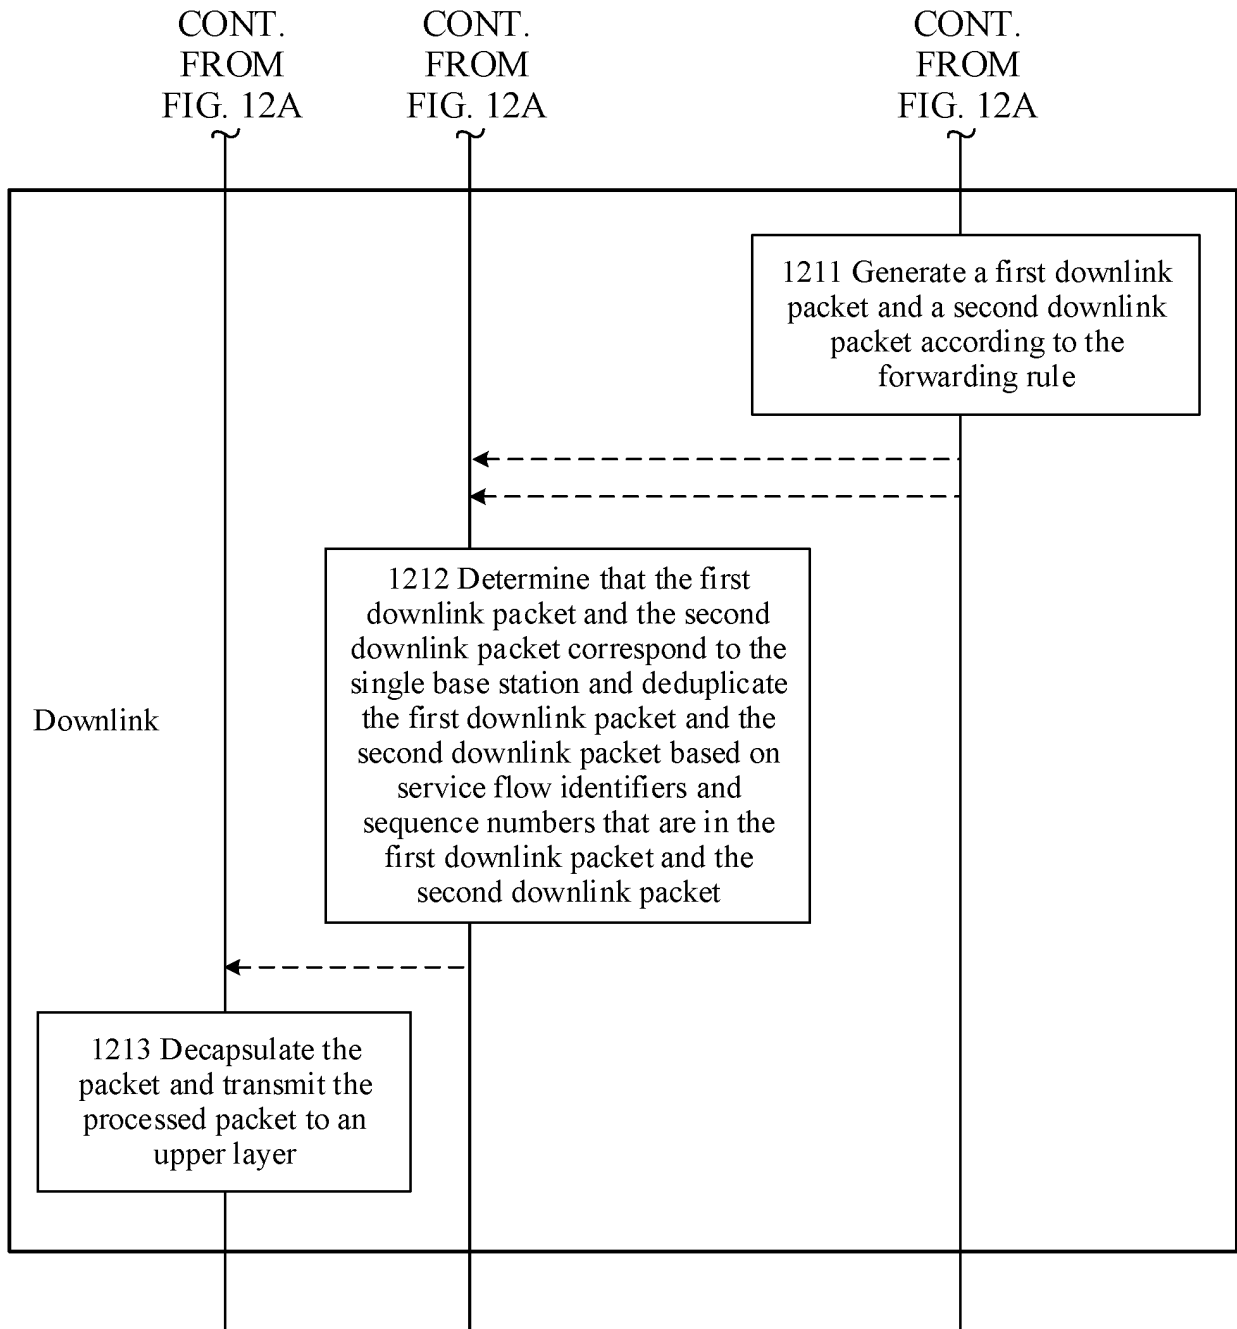 CONT.
FROM
FIG. 12A
CONT.
FROM
FIG. 12A
CONT.
FROM
FIG. 12A
1211 Generate a first downlink
packet and a second downlink
packet according to the
forwarding rule
1212 Determine that the first
downlink packet and the second
downlink packet correspond to the
single base station and deduplicate
the first downlink packet and the
second downlink packet based on
service flow identifiers and
sequence numbers that are in the
first downlink packet and the
second downlink packet
Downlink
1213 Decapsulate the
packet and transmit the
processed packet to an
upper layer